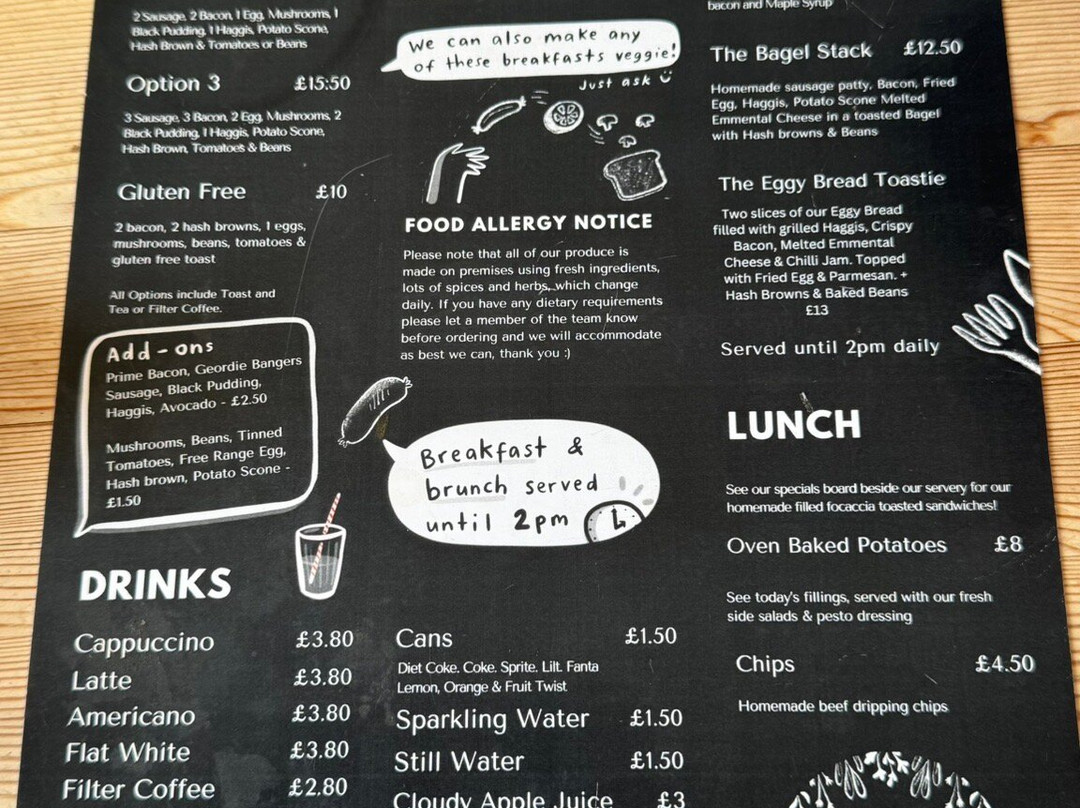 2 Sausage, 2 Bacon, 1 Egg, Mushrooms, 1
Black Pudding, 1 Haggis, Potato Scone,
Hash Brown & Tomatoes or Beans
Option 3 £15:50
3 Sausage, 3 Bacon, 2 Egg, Mushrooms, 2
Black Pudding, 1 Haggis, Potato Scone,
Hash Brown, Tomatoes & Beans
Gluten Free £10
2 bacon, 2 hash browns, 1 eggs,
mushrooms, beans, tomatoes &
gluten free toast
All Options include Toast and
Tea or Filter Coffee.
Add-ons
Prime Bacon, Geordie Bangers
Sausage, Black Pudding,
Haggis, Avocado - £2.50
Mushrooms, Beans, Tinned
Tomatoes, Free Range Egg,
Hash brown, Potato Scone -
£1.50
DRINKS
Cappuccino £3.80
Latte £3.80
Americano £3.80
Flat White £3.80
Filter Coffee £2.80
We can also make any
of these breakfasts veggie!
Just ask
FOOD ALLERGY NOTICE
Please note that all of our produce is
made on premises using fresh ingredients,
lots of spices and herbs, which change
daily. If you have any dietary requirements
please let a member of the team know
before ordering and we will accommodate
as best we can, thank you :)
Breakfast &
brunch served
until 2pm
Cans £1.50
Diet Coke. Coke. Sprite. Lilt. Fanta
Lemon, Orange & Fruit Twist
Sparkling Water £1.50
Still Water £1.50
Cloudy Apple Juice £3
bacon and Maple Syrup
The Bagel Stack £12.50
Homemade sausage patty, Bacon, Fried
Egg, Haggis, Potato Scone Melted
Emmental Cheese in a toasted Bagel
with Hash browns & Beans
The Eggy Bread Toastie
Two slices of our Eggy Bread
filled with grilled Haggis, Crispy
Bacon, Melted Emmental
Cheese & Chilli Jam. Topped
with Fried Egg & Parmesan. +
Hash Browns & Baked Beans
£13
Served until 2pm daily
LUNCH
See our specials board beside our servery for our
homemade filled focaccia toasted sandwiches!
Oven Baked Potatoes £8
See today's fillings, served with our fresh
side salads & pesto dressing
Chips £4.50
Homemade beef dripping chips